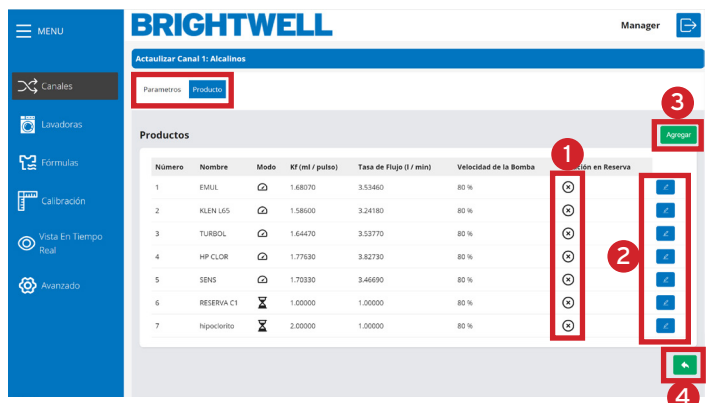 MENU
BRIGHTWELL
Manager
Actaulizar Canal 1: Alcalinos
Canales
Parametros Producto
3
Lavadoras
Productos
Agregar
1
Fórmulas
Número Nombre Modo Kf (ml / pulso) Tasa de Flujo (l / min) Velocidad de la Bomba ción en Reserva
1 EMUL 1.68070 3.53460 80 %
Calibración
2 KLEN L65 1.58600 3.24180 80 %
Vista En Tiempo
Real
3 TURBOL 1.64470 3.53770 80 %
4 HP CLOR 1.77630 3.82730 80 %
2
Avanzado
5 SENS 1.70330 3.46690 80 %
6 RESERVA C1 1.00000 1.00000 80 %
7 hipoclorito 2.00000 1.00000 80 %
4